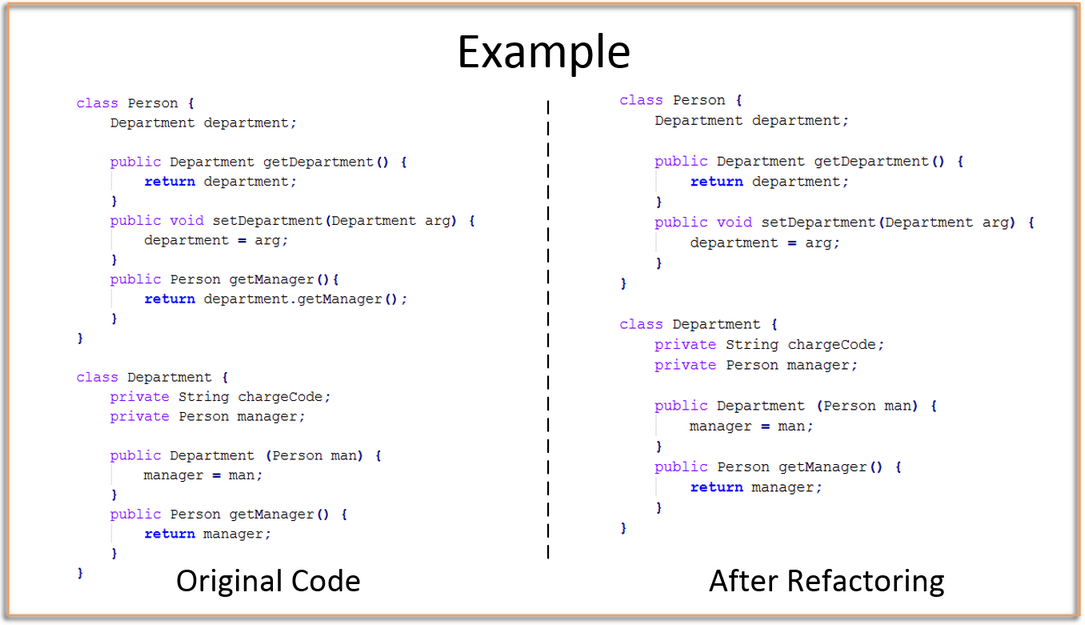 Example
class Person {
    Department department;

    public Department getDepartment() {
        return department;
    }
    public void setDepartment(Department arg) {
        department = arg;
    }
    public Person getManager(){
        return department.getManager();
    }
}

class Department {
    private String chargeCode;
    private Person manager;

    public Department (Person man) {
        manager = man;
    }
    public Person getManager() {
        return manager;
    }
}
Original Code
class Person {
    Department department;

    public Department getDepartment() {
        return department;
    }
    public void setDepartment(Department arg) {
        department = arg;
    }
}

class Department {
    private String chargeCode;
    private Person manager;

    public Department (Person man) {
        manager = man;
    }
    public Person getManager() {
        return manager;
    }
}
After Refactoring